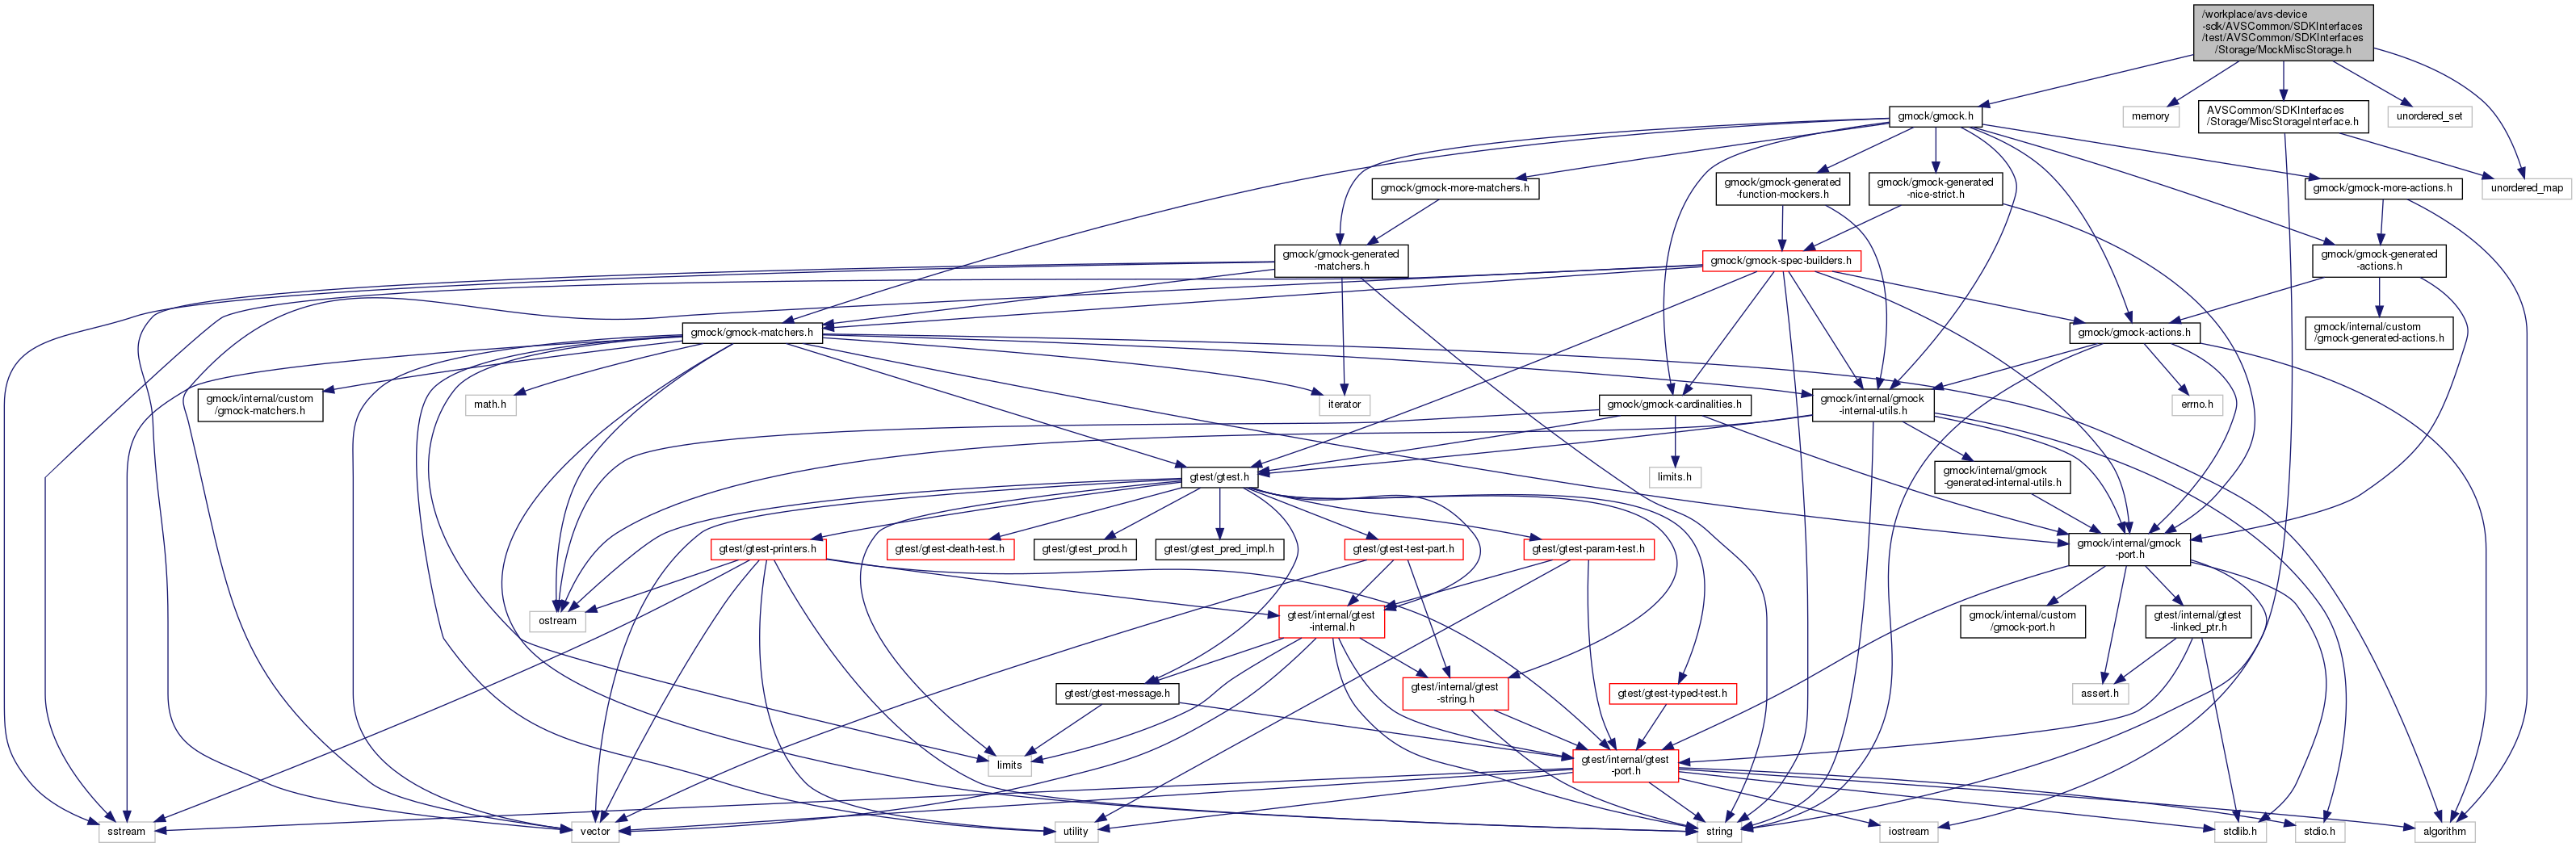 /workplace/avs-device
-sdk/AVSCommon/SDKInterfaces
/test/AVSCommon/SDKInterfaces
/Storage/MockMiscStorage.h
gmock/gmock.h
memory
AVSCommon/SDKInterfaces
/Storage/MiscStorageInterface.h
unordered_set
gmock/gmock-more-matchers.h
gmock/gmock-generated
-function-mockers.h
gmock/gmock-generated
-nice-strict.h
gmock/gmock-more-actions.h
unordered_map
gmock/gmock-generated
-matchers.h
gmock/gmock-spec-builders.h
gmock/gmock-generated
-actions.h
gmock/gmock-matchers.h
gmock/gmock-actions.h
gmock/internal/custom
/gmock-generated-actions.h
gmock/internal/custom
/gmock-matchers.h
math.h
iterator
gmock/gmock-cardinalities.h
gmock/internal/gmock
-internal-utils.h
errno.h
gtest/gtest.h
limits.h
gmock/internal/gmock
-generated-internal-utils.h
gtest/gtest-printers.h
gtest/gtest-death-test.h
gtest/gtest_prod.h
gtest/gtest_pred_impl.h
gtest/gtest-test-part.h
gtest/gtest-param-test.h
gmock/internal/gmock
-port.h
ostream
gtest/internal/gtest
-internal.h
gmock/internal/custom
/gmock-port.h
gtest/internal/gtest
-linked_ptr.h
gtest/gtest-message.h
gtest/internal/gtest
-string.h
gtest/gtest-typed-test.h
assert.h
limits
gtest/internal/gtest
-port.h
sstream
vector
utility
string
iostream
stdlib.h
stdio.h
algorithm